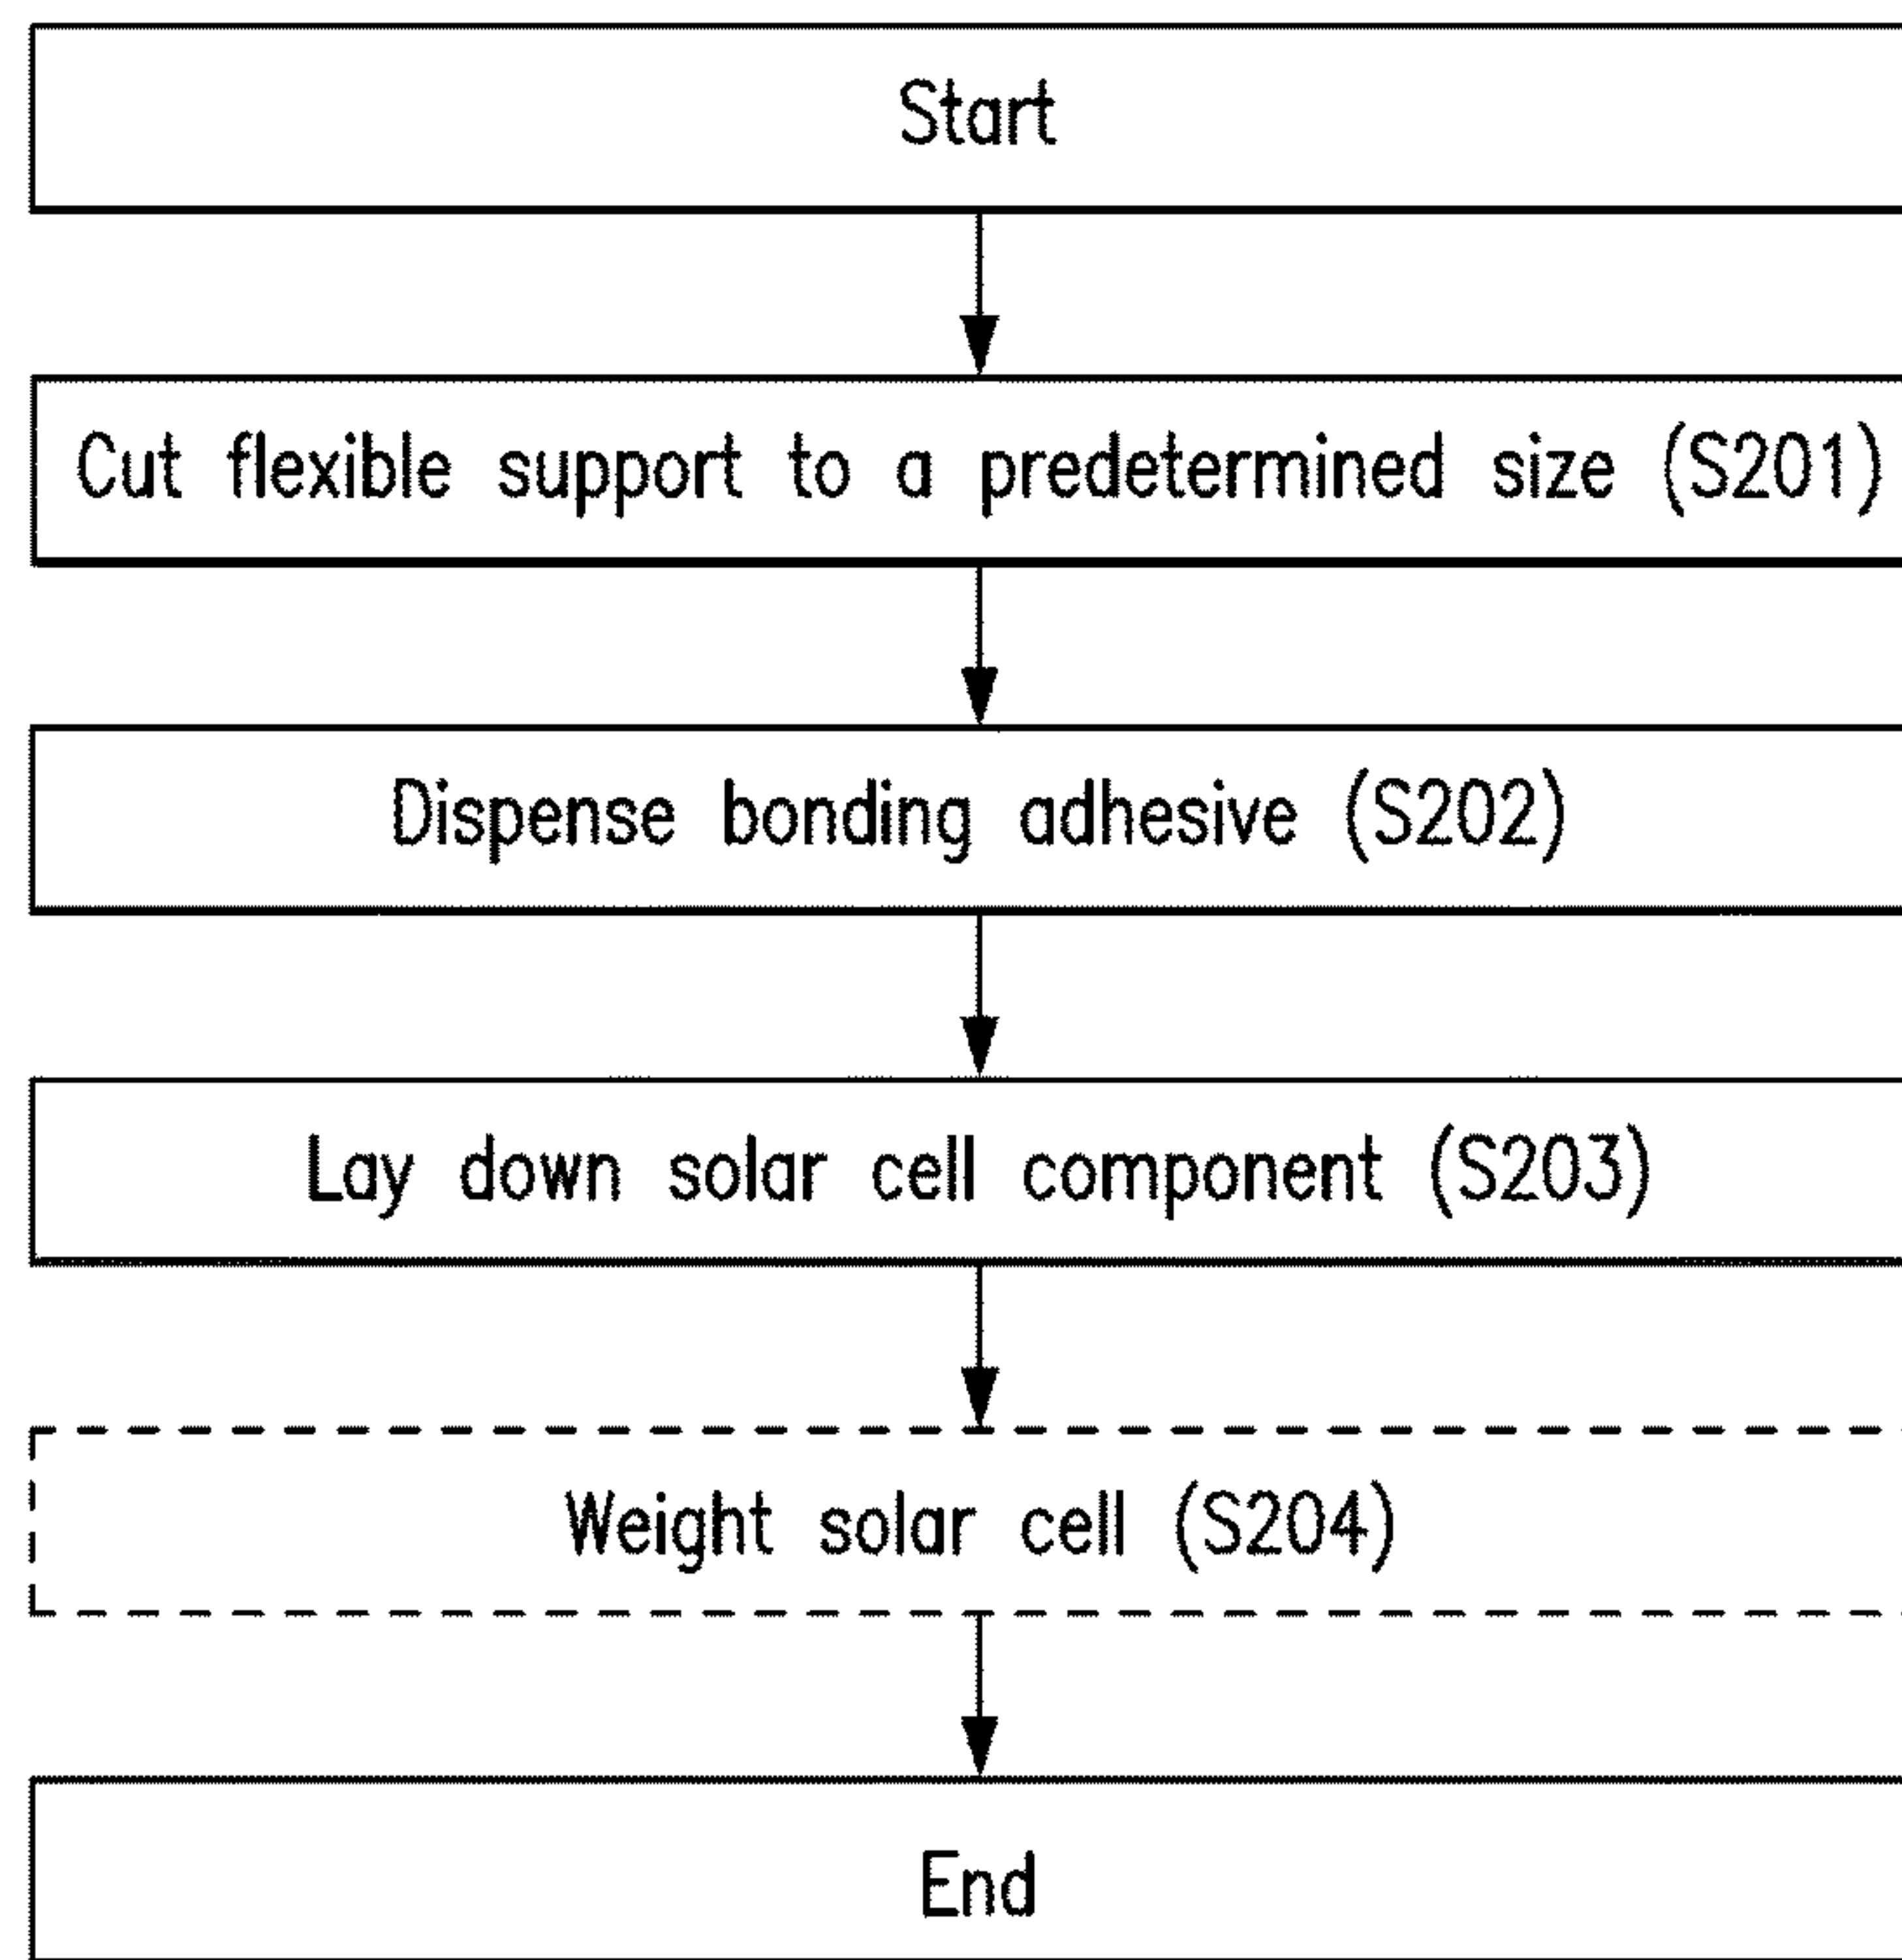 Start
Cut flexible support to a predetermined size (S201)
Dispense bonding adhesive (S202)
Lay down solar cell component (S203)
Weight solar cell (S204)
End